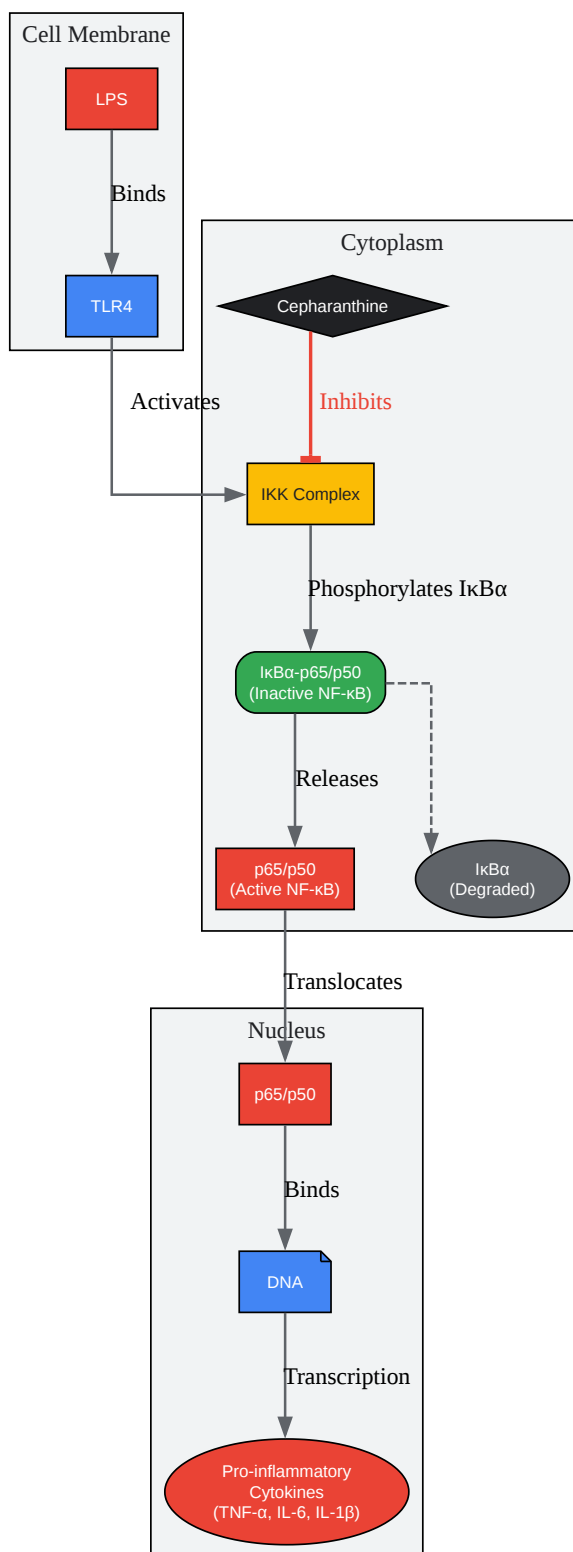 Cell Membrane
LPS
Binds
TLR4
Activates
Cytoplasm
Cepharanthine
Inhibits
IKK Complex
Phosphorylates IκBα
IκBα-p65/p50
(Inactive NF-κB)
Releases
p65/p50
(Active NF-κB)
IκBα
(Degraded)
Translocates
Nucleus
p65/p50
Binds
DNA
Transcription
Pro-inflammatory
Cytokines
(TNF-α, IL-6, IL-1β)